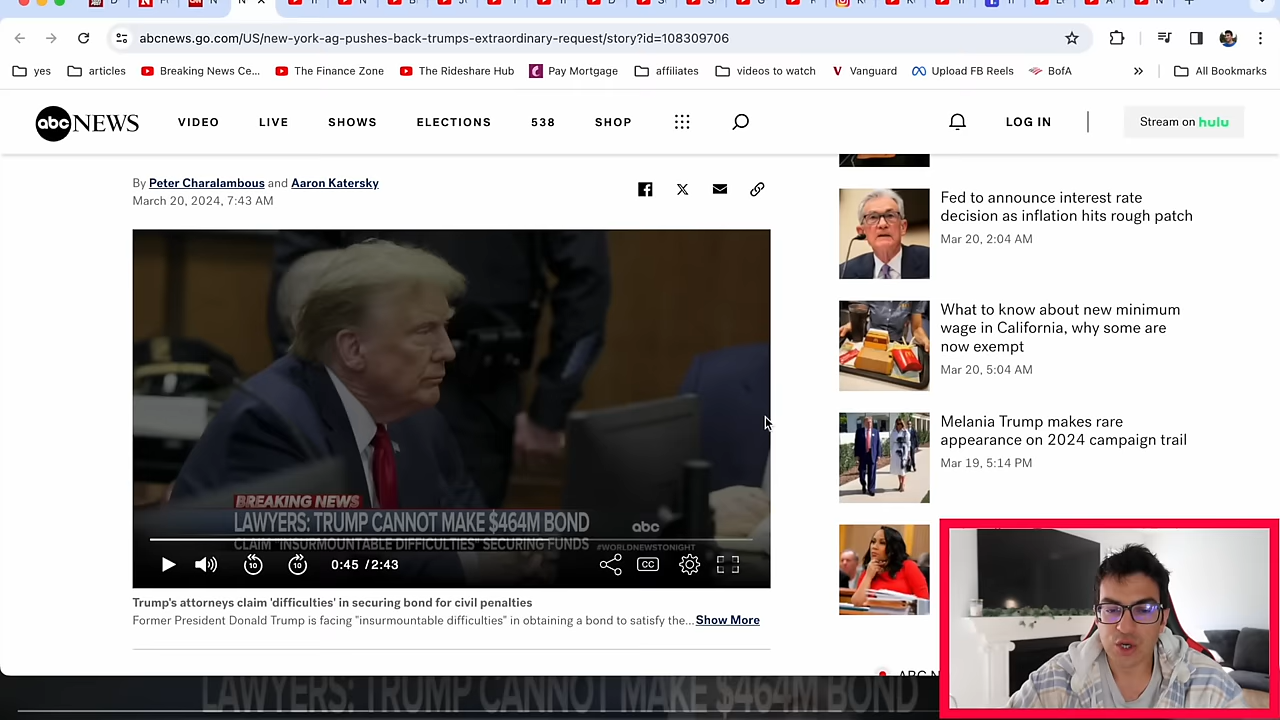 abcnews.go.com/US/new-york-ag-pushes-back-trumps-extraordinary-request/story?id=108309706
yes
articles
Breaking News Ce...
The Finance Zone
The Rideshare Hub
Pay Mortgage
affiliates
videos to watch
Vanguard
Upload FB Reels
BofA
»
All Bookmarks
abc NEWS
VIDEO
LIVE
SHOWS
ELECTIONS
538
SHOP
LOG IN
Stream on hulu
By Peter Charalambous and Aaron Katersky
March 20, 2024, 7:43 AM
BREAKING NEWS
LAWYERS: TRUMP CANNOT MAKE $464M BOND
abc
CLAIM "INSURMOUNTABLE DIFFICULTIES" SECURING FUNDS
#WORLDNEWSTONIGHT
10
10
0:45 / 2:43
CC
Trump's attorneys claim 'difficulties' in securing bond for civil penalties
Former President Donald Trump is facing "insurmountable difficulties" in obtaining a bond to satisfy the... Show More
Fed to announce interest rate
decision as inflation hits rough patch
Mar 20, 2:04 AM
What to know about new minimum
wage in California, why some are
now exempt
Mar 20, 5:04 AM
Melania Trump makes rare
appearance on 2024 campaign trail
Mar 19, 5:14 PM
LAWYERS: TRUMP CANNOT MAKE $464M BOND